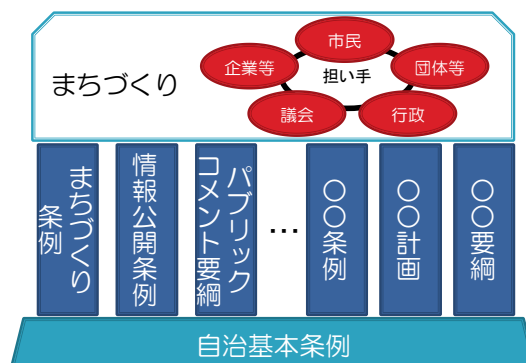 市民
企業等
団体等
担い手
まちづくり
議会
行政
まちづくり
条例
情報公開条例
パブリック
コメント要綱
…
〇〇条例
〇〇計画
〇〇要綱
自治基本条例